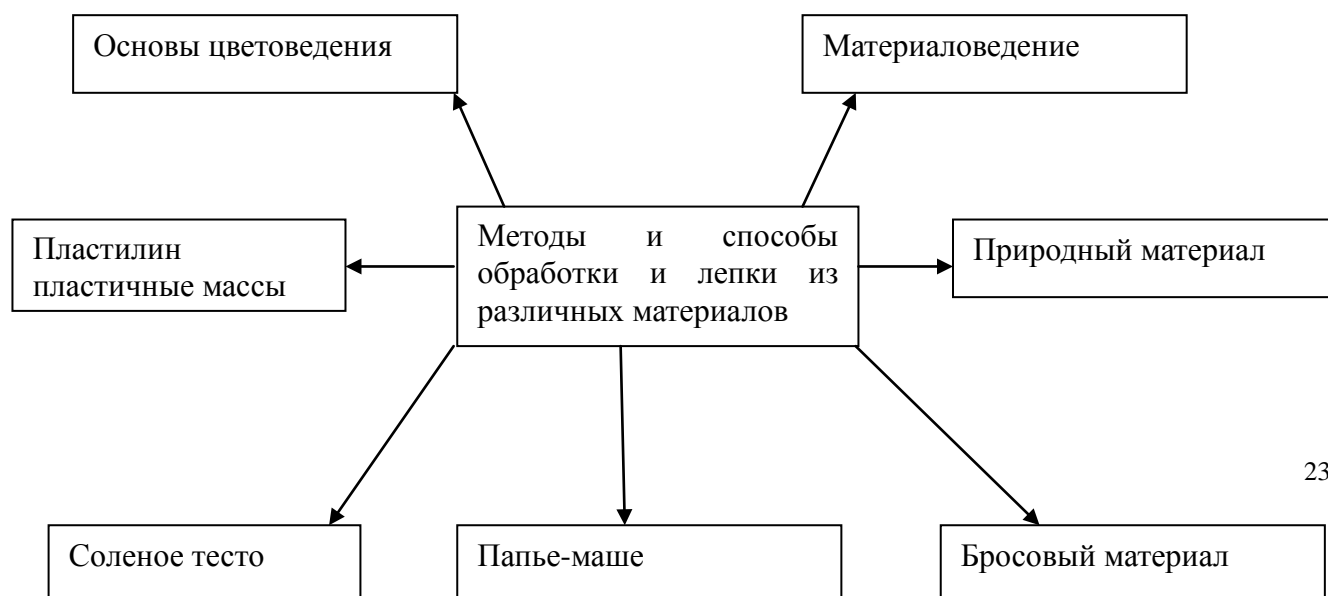 Основы цветоведения
Материаловедение
Пластилин
пластичные массы
Методы и способы
обработки и лепки из
различных материалов
Природный материал
23
Соленое тесто
Папье-маше
Бросовый материал